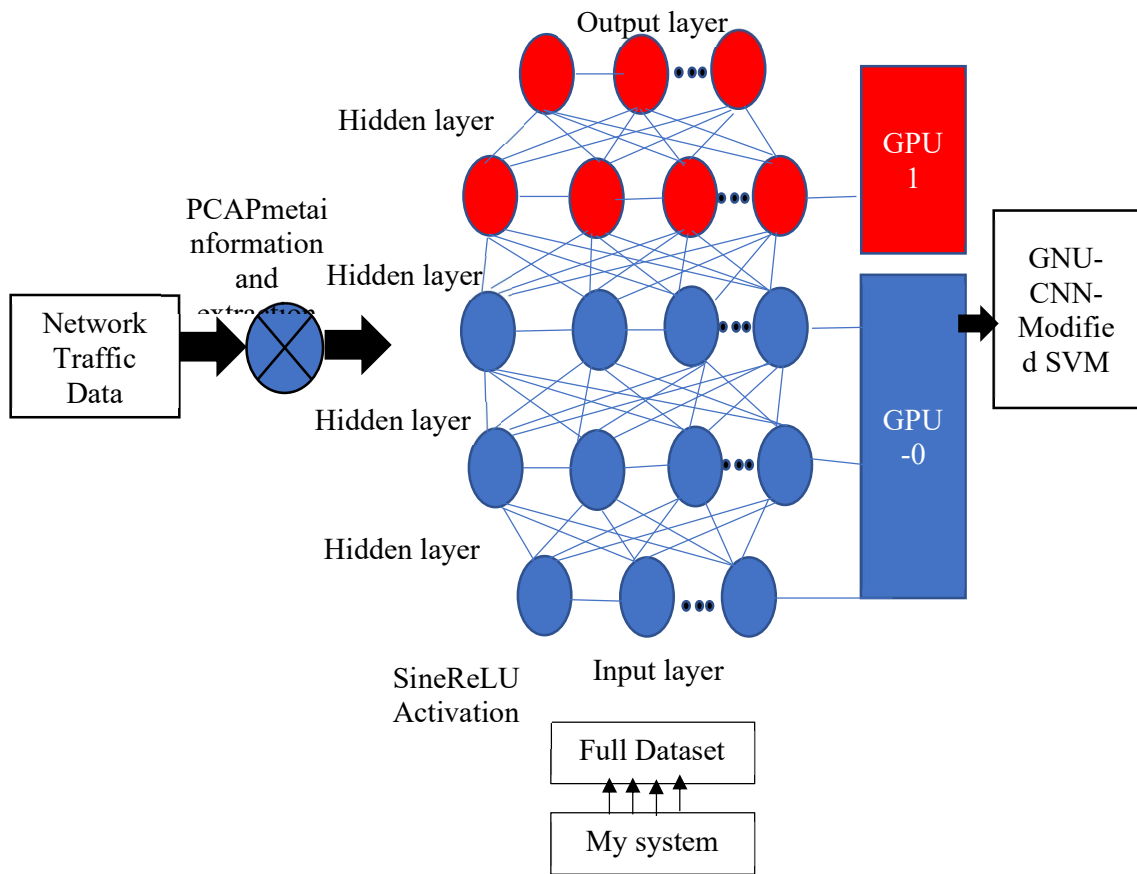 Output layer
Hidden layer
GPU
1
PCAPmetai
nformation
and
extraction
Hidden layer
GNU-
CNN-
Modifie
d SVM
Network
Traffic
Data
Hidden layer
GPU
-0
Hidden layer
Input layer
SineReLU
Activation
Full Dataset
My system